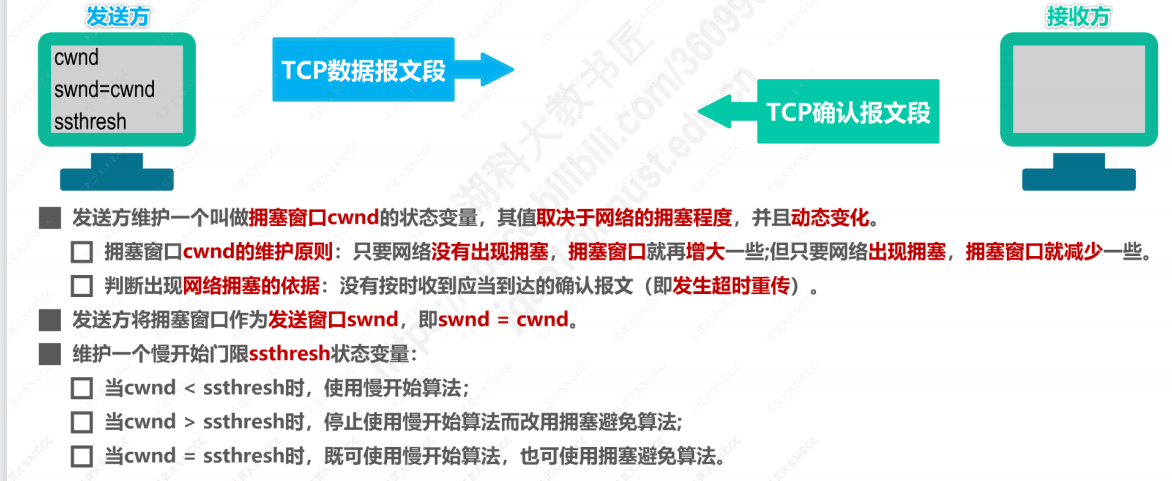 发送方
接收方
cwnd
swnd=cwnd
ssthresh
TCP数据报文段
TCP确认报文段
发送方维护一个叫做拥塞窗口cwnd的状态变量，其值取决于网络的拥塞程度，并且动态变化。
拥塞窗口cwnd的维护原则：只要网络没有出现拥塞，拥塞窗口就再增大一些;但只要网络出现拥塞，拥塞窗口就减少一些。
判断出现网络拥塞的依据：没有按时收到应当到达的确认报文（即发生超时重传）。
发送方将拥塞窗口作为发送窗口swnd，即swnd = cwnd。
维护一个慢开始门限ssthresh状态变量：
当cwnd < ssthresh时，使用慢开始算法;
当cwnd > ssthresh时，停止使用慢开始算法而改用拥塞避免算法;
当cwnd = ssthresh时，既可使用慢开始算法，也可使用拥塞避免算法。